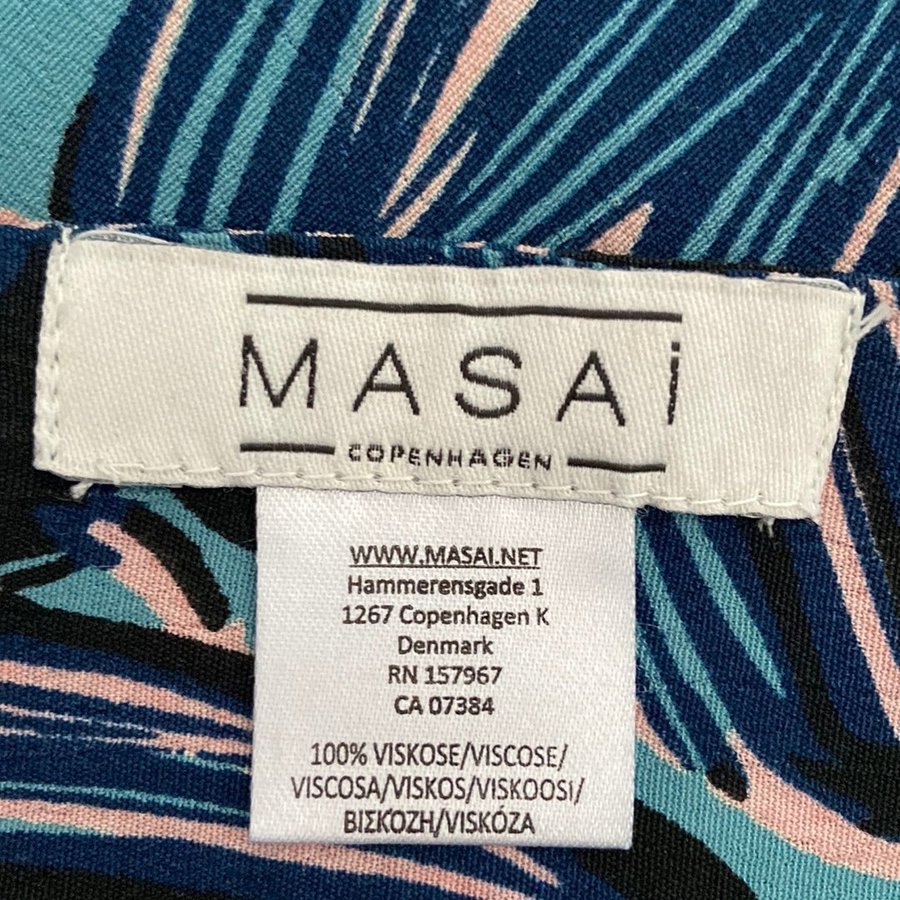 MASAi
COPENHAGEN
WWW.MASAI.NET
Hammerensgade 1
1267 Copenhagen K
Denmark
RN 157967
CA 07384
100% VISKOSE/VISCOSE/
VISCOSA/VISKOS/VISKOOSI/
ΒΙΣΚΟΖΗ/VISKÓZA